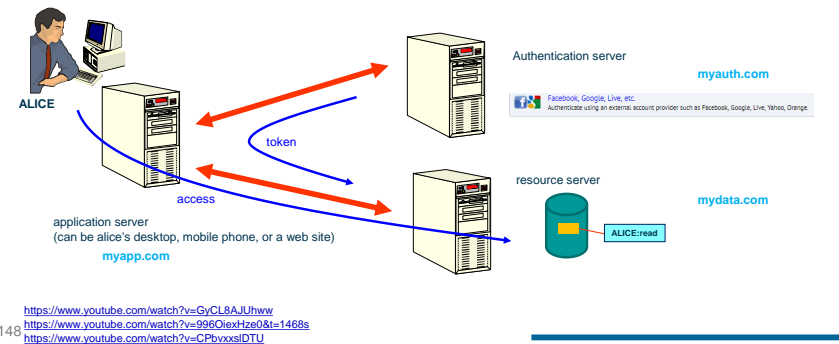 Authentication server
myauth.com
Facebook, Google, Live, etc.
Authenticate using an external account provider such as Facebook, Google, Live, Yahoo, Orange.
ALICE
token
resource server
mydata.com
access
ALICE:read
application server
(can be alice's desktop, mobile phone, or a web site)
myapp.com
https://www.youtube.com/watch?v=GyCL8AJUhww
https://www.youtube.com/watch?v=996OiexHze0&t=1468s
148
https://www.youtube.com/watch?v=CPbvxxslDTU